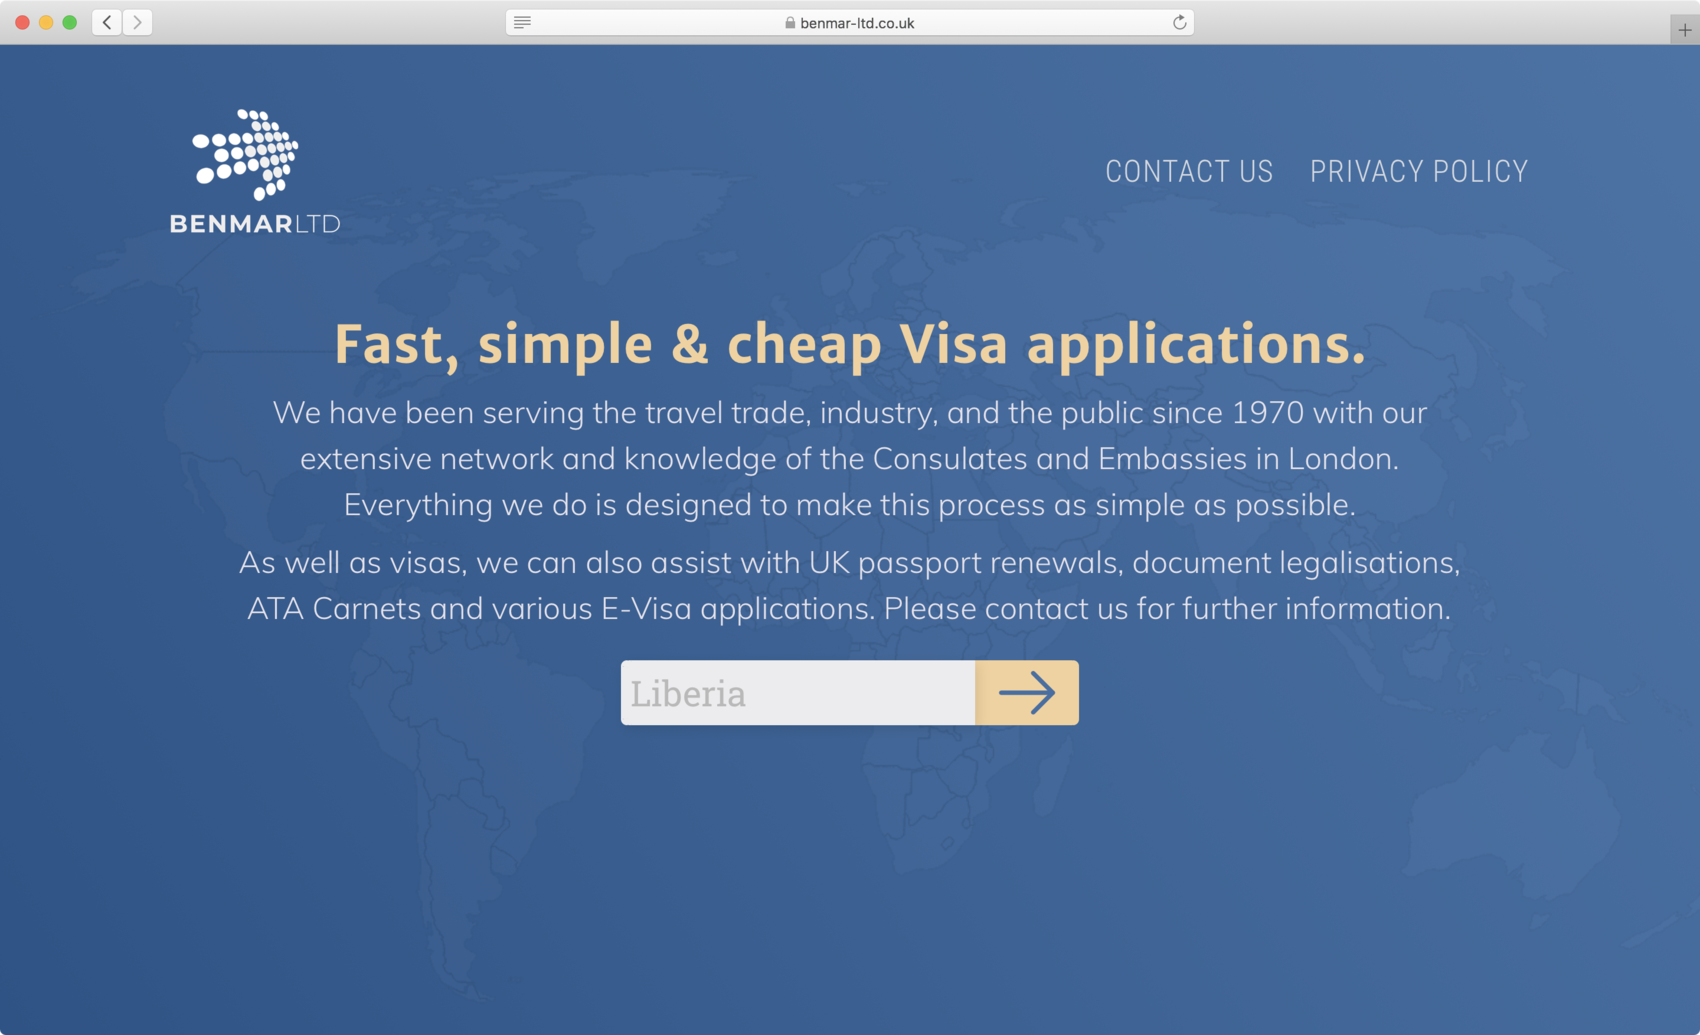 benmar-ltd.co.uk
BENMARLTD
CONTACT US
PRIVACY POLICY
Fast, simple & cheap Visa applications.
We have been serving the travel trade, industry, and the public since 1970 with our
extensive network and knowledge of the Consulates and Embassies in London.
Everything we do is designed to make this process as simple as possible.
As well as visas, we can also assist with UK passport renewals, document legalisations,
ATA Carnets and various E-Visa applications. Please contact us for further information.
Liberia